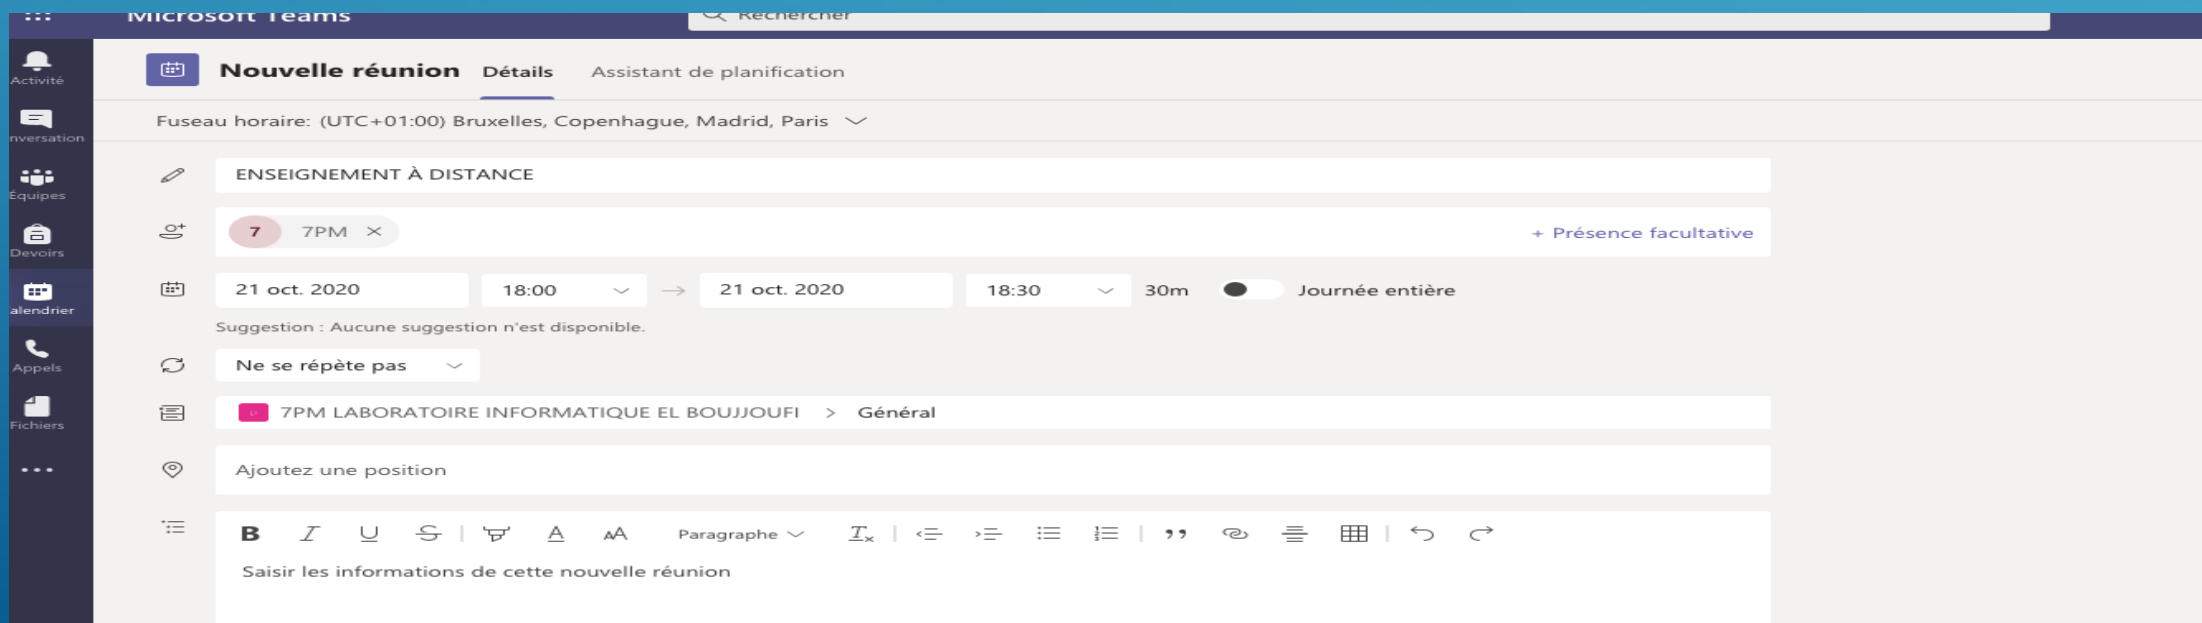 Microsoft Teams
Rechercher
Activité
nversation
Équipes
Devoirs
alendrier
Appels
Fichiers
Nouvelle réunion Détails Assistant de planification
Fuseau horaire: (UTC+01:00) Bruxelles, Copenhague, Madrid, Paris
ENSEIGNEMENT À DISTANCE
7 7PM + Présence facultative
21 oct. 2020 18:00 → 21 oct. 2020 18:30 30m Journée entière
Suggestion : Aucune suggestion n'est disponible.
Ne se répète pas
7PM LABORATOIRE INFORMATIQUE EL BOUJJOUFI > Général
Ajoutez une position
B I U S A AA Paragraphe
Saisir les informations de cette nouvelle réunion